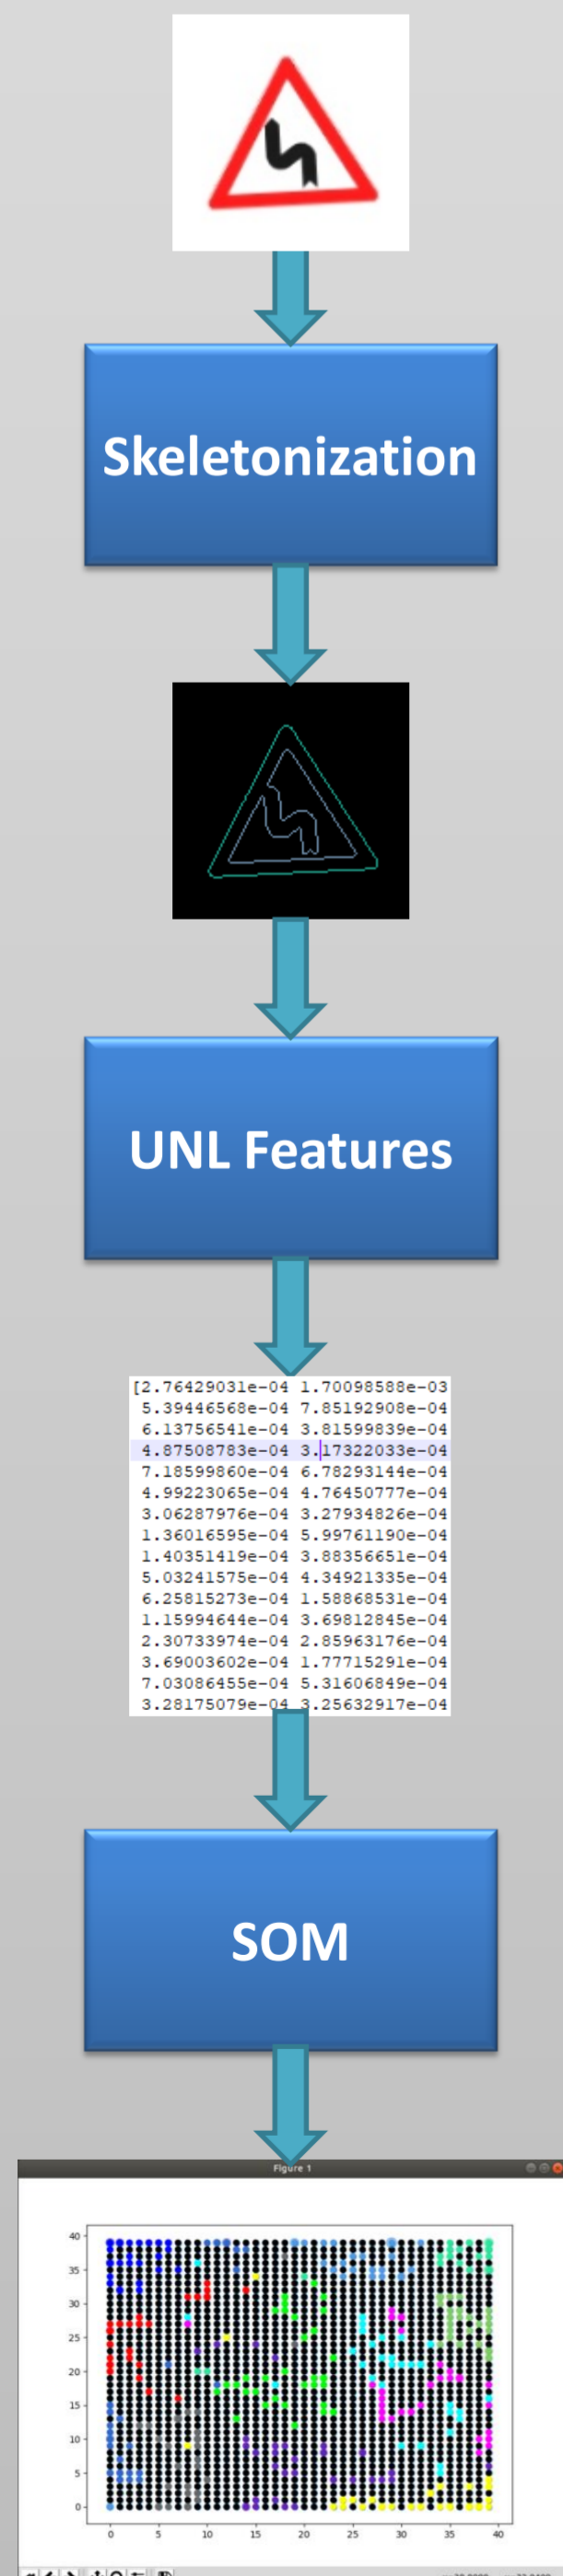 Skeletonization
UNL Features
[2.76429031e-04 1.70098588e-03
5.39446568e-04 7.85192908e-04
6.13756541e-04 3.81599839e-04
4.87508783e-04 3.17322033e-04
7.18599860e-04 6.78293144e-04
4.99223065e-04 4.76450777e-04
3.06287976e-04 3.27934826e-04
1.36016595e-04 5.99761190e-04
1.40351419e-04 3.88356651e-04
5.03241575e-04 4.34921335e-04
6.25815273e-04 1.58868531e-04
1.15994644e-04 3.69812845e-04
2.30733974e-04 2.85963176e-04
3.69003602e-04 1.77715291e-04
7.03086455e-04 5.31606849e-04
3.28175079e-04 3.25632917e-04
SOM
Figure 1
40
35
30
25
20
15
10
5
0
0 5 10 15 20 25 30 35 40